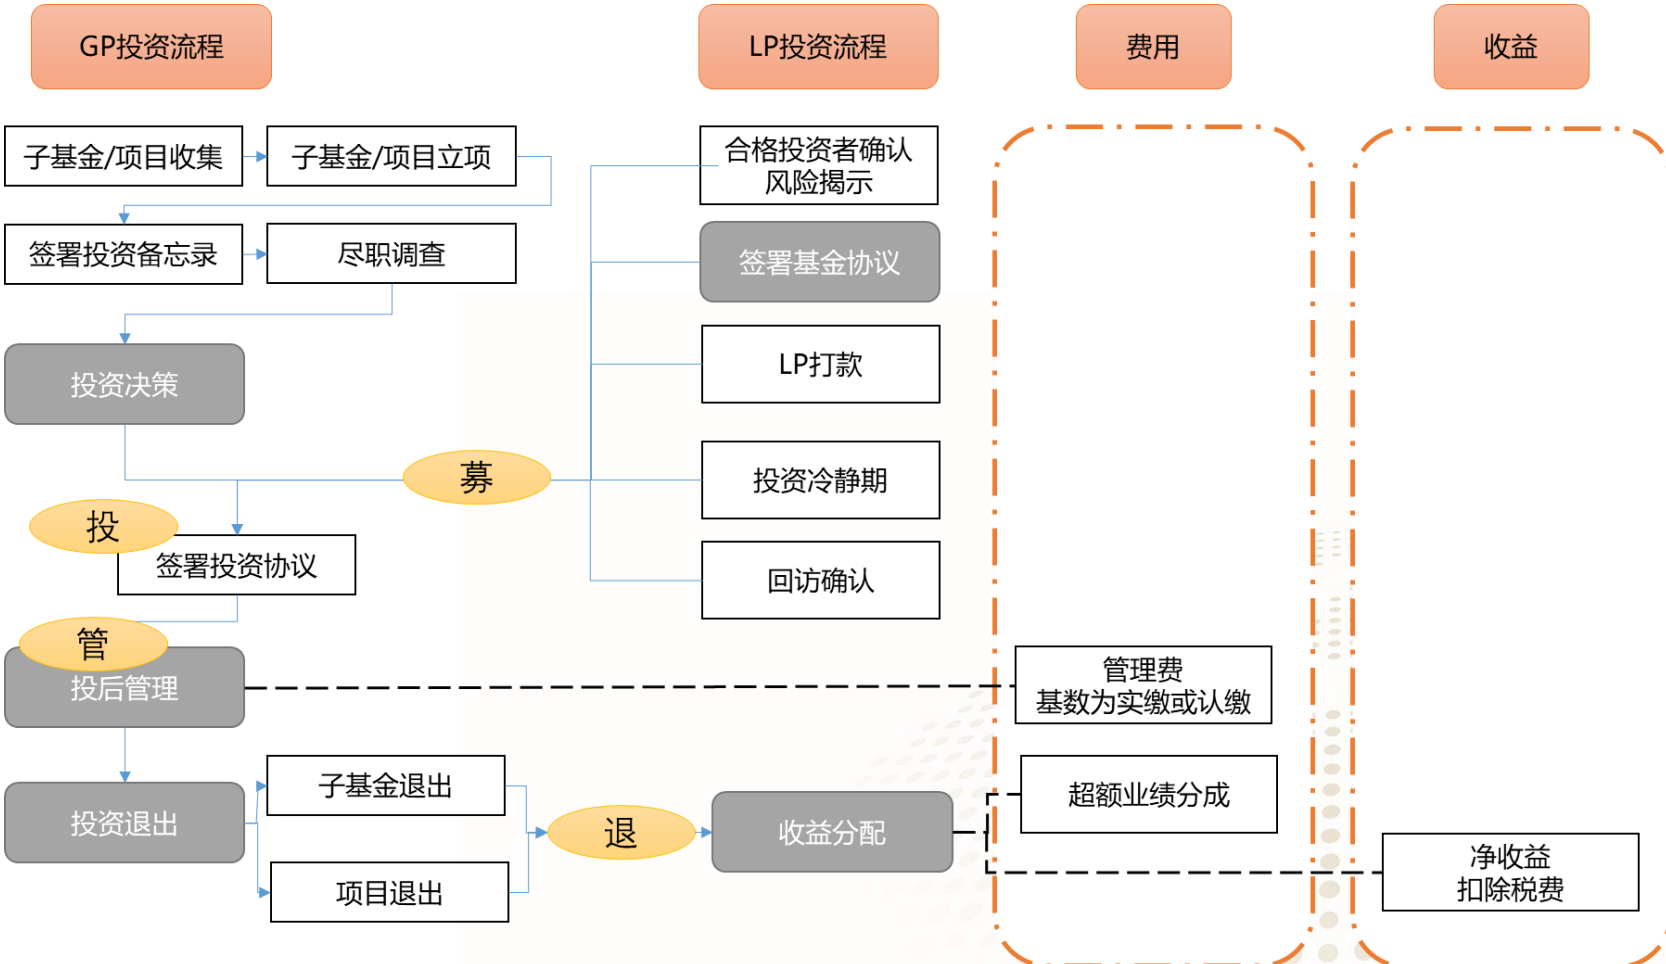 GP投资流程
LP投资流程
费用
收益
子基金/项目收集
子基金/项目立项
合格投资者确认
风险揭示
签署投资备忘录
尽职调查
签署基金协议
LP打款
投资决策
募
投资冷静期
投
签署投资协议
回访确认
管
投后管理
管理费
基数为实缴或认缴
子基金退出
超额业绩分成
投资退出
退
收益分配
净收益
扣除税费
项目退出